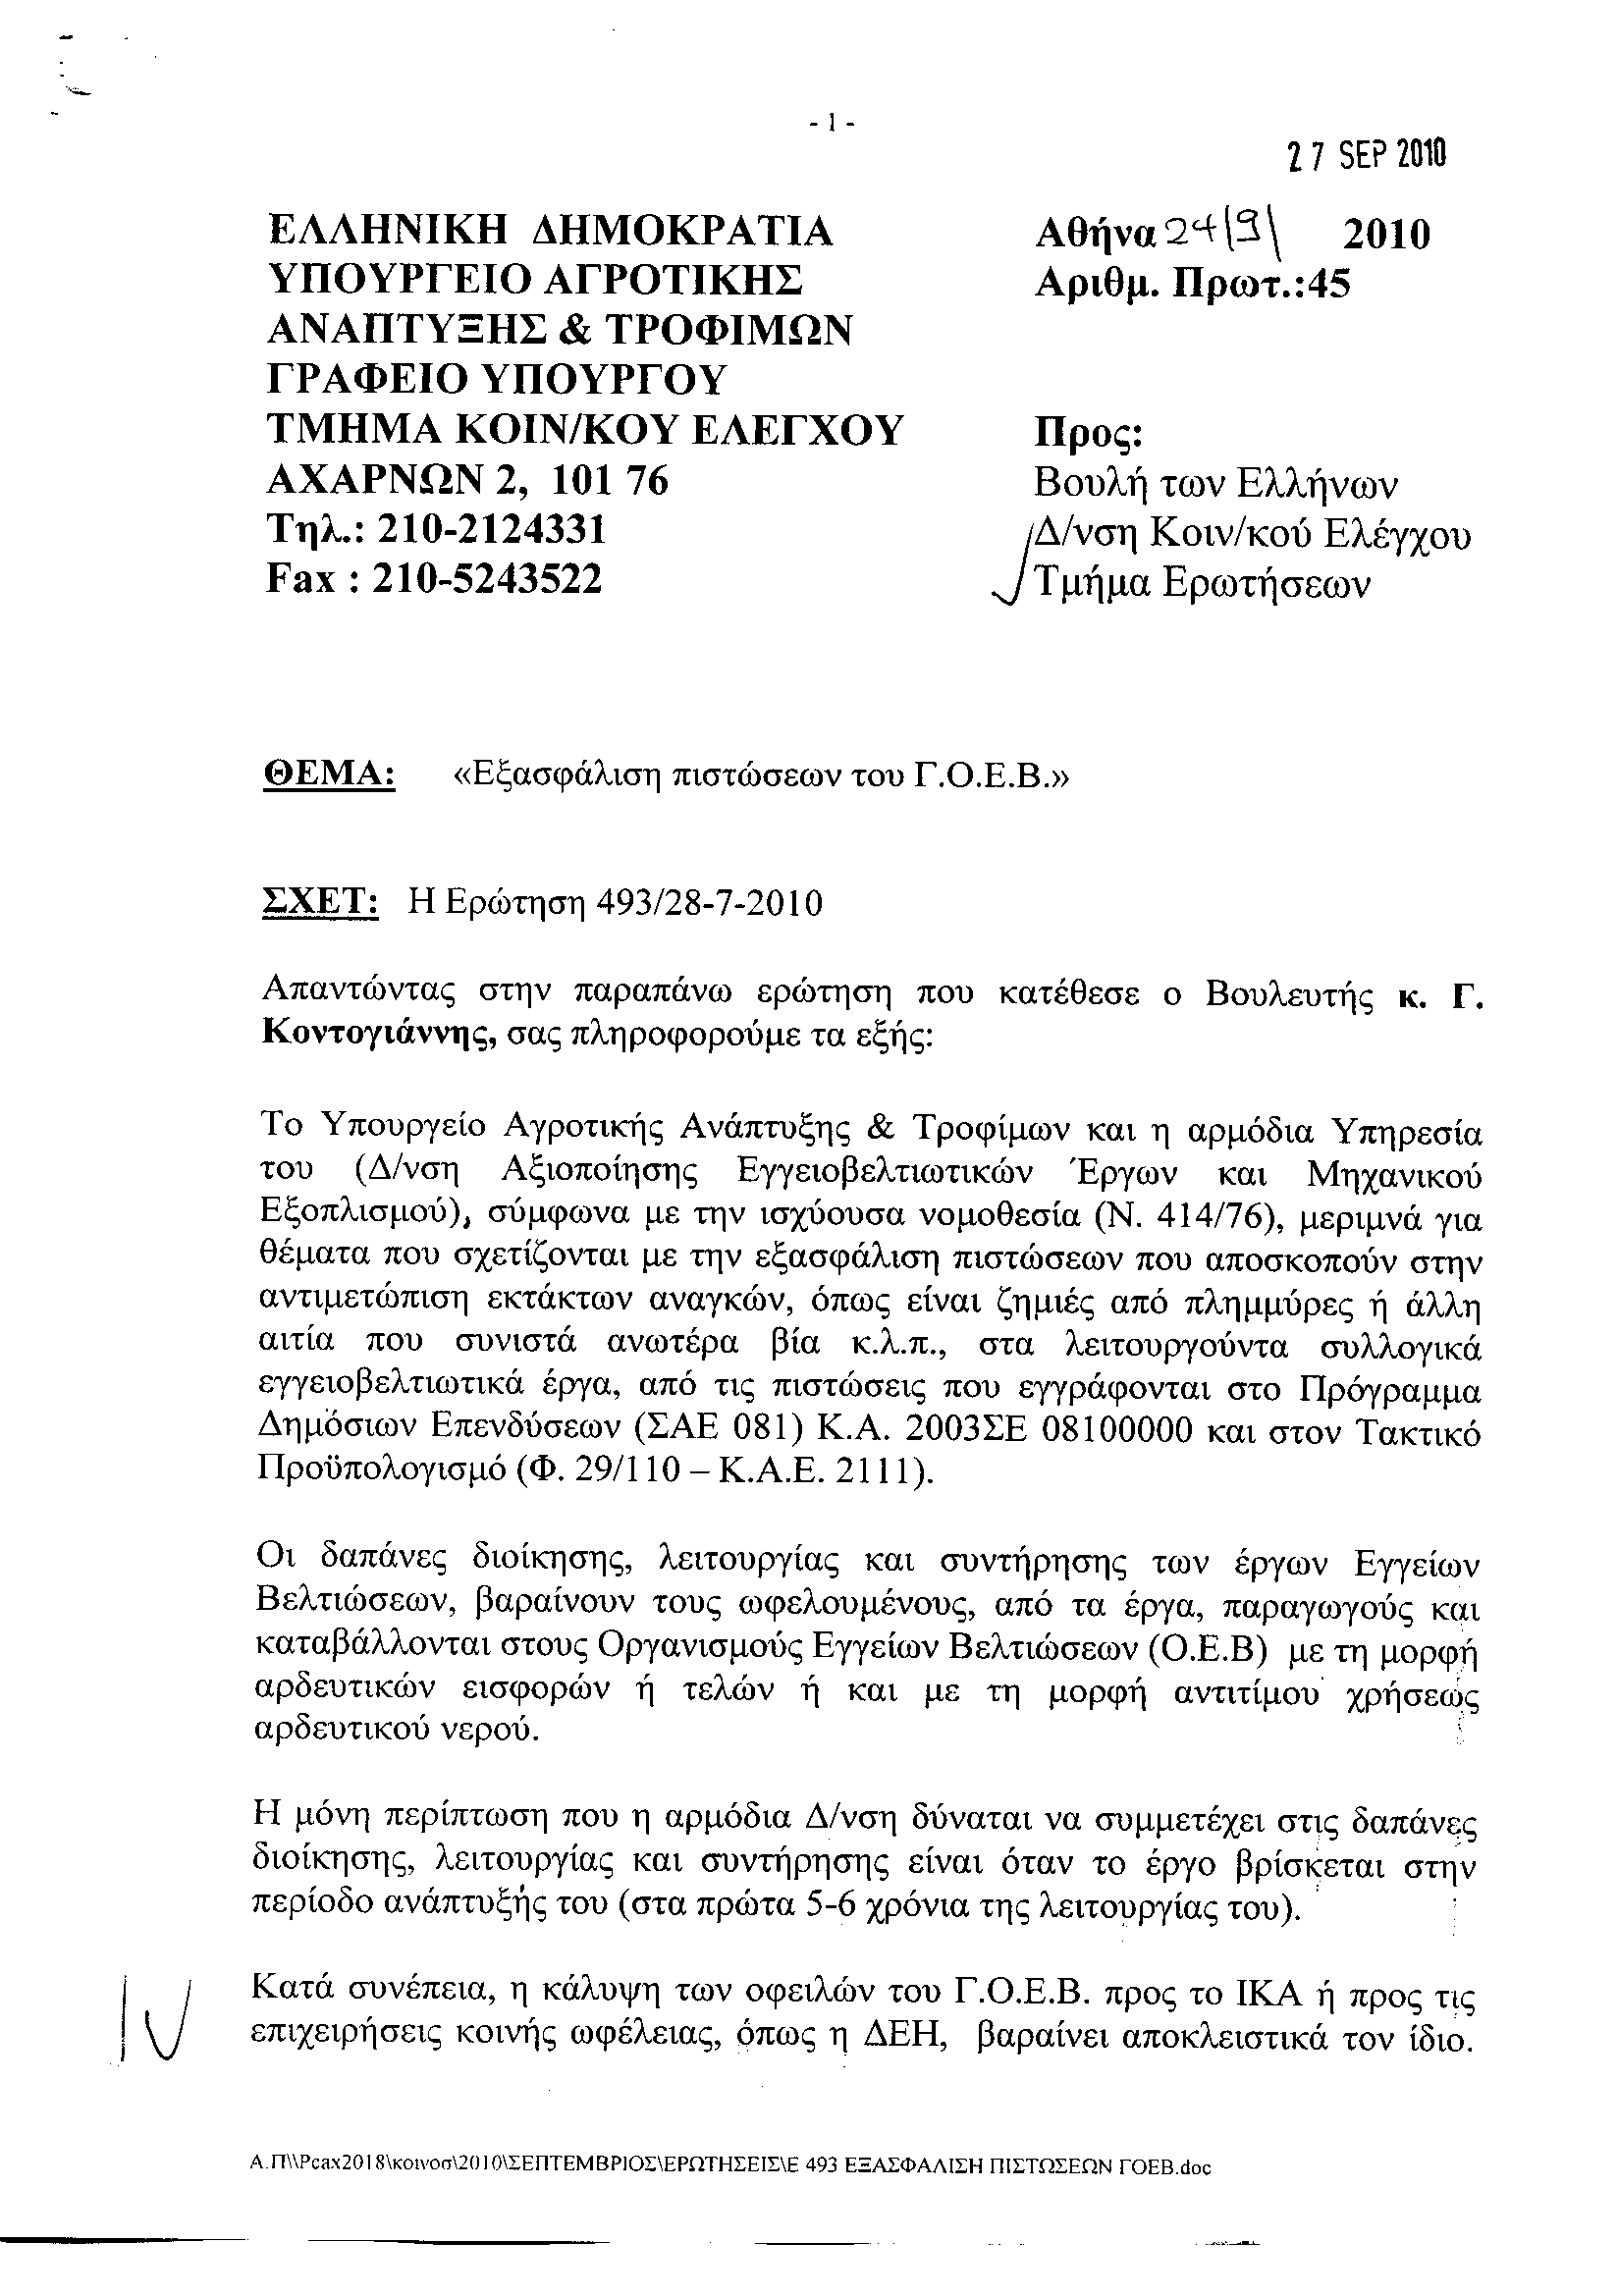 - 1 -
27 SEP 2010
ΕΛΛΗΝΙΚΗ ΔΗΜΟΚΡΑΤΙΑ
ΥΠΟΥΡΓΕΙΟ ΑΓΡΟΤΙΚΗΣ
ΑΝΑΠΤΥΞΗΣ & ΤΡΟΦΙΜΩΝ
ΓΡΑΦΕΙΟ ΥΠΟΥΡΓΟΥ
ΤΜΗΜΑ ΚΟΙΝ/ΚΟΥ ΕΛΕΓΧΟΥ
ΑΧΑΡΝΩΝ 2, 101 76
Τηλ.: 210-2124331
Fax : 210-5243522
Αθήνα 24\9\ 2010
Αριθμ. Πρωτ.:45
Προς:
Βουλή των Ελλήνων
Δ/νση Κοιν/κού Ελέγχου
Τμήμα Ερωτήσεων
ΘΕΜΑ: «Εξασφάλιση πιστώσεων του Γ.Ο.Ε.Β.»
ΣΧΕΤ: Η Ερώτηση 493/28-7-2010
Απαντώντας στην παραπάνω ερώτηση που κατέθεσε ο Βουλευτής κ. Γ.
Κοντογιάννης, σας πληροφορούμε τα εξής:
Το Υπουργείο Αγροτικής Ανάπτυξης & Τροφίμων και η αρμόδια Υπηρεσία
του (Δ/νση Αξιοποίησης Εγγειοβελτιωτικών Έργων και Μηχανικού
Εξοπλισμού), σύμφωνα με την ισχύουσα νομοθεσία (Ν. 414/76), μεριμνά για
θέματα που σχετίζονται με την εξασφάλιση πιστώσεων που αποσκοπούν στην
αντιμετώπιση εκτάκτων αναγκών, όπως είναι ζημιές από πλημμύρες ή άλλη
αιτία που συνιστά ανωτέρα βία κ.λ.π., στα λειτουργούντα συλλογικά
εγγειοβελτιωτικά έργα, από τις πιστώσεις που εγγράφονται στο Πρόγραμμα
Δημόσιων Επενδύσεων (ΣΑΕ 081) Κ.Α. 2003ΣΕ 08100000 και στον Τακτικό
Προϋπολογισμό (Φ. 29/110 – Κ.Α.Ε. 2111).
Οι δαπάνες διοίκησης, λειτουργίας και συντήρησης των έργων Εγγείων
Βελτιώσεων, βαραίνουν τους ωφελουμένους, από τα έργα, παραγωγούς και
καταβάλλονται στους Οργανισμούς Εγγείων Βελτιώσεων (Ο.Ε.Β) με τη μορφή
αρδευτικών εισφορών ή τελών ή και με τη μορφή αντιτίμου χρήσεως
αρδευτικού νερού.
Η μόνη περίπτωση που η αρμόδια Δ/νση δύναται να συμμετέχει στις δαπάνες
διοίκησης, λειτουργίας και συντήρησης είναι όταν το έργο βρίσκεται στην
περίοδο ανάπτυξής του (στα πρώτα 5-6 χρόνια της λειτουργίας του).
Κατά συνέπεια, η κάλυψη των οφειλών του Γ.Ο.Ε.Β. προς το ΙΚΑ ή προς τις
επιχειρήσεις κοινής ωφέλειας, όπως η ΔΕΗ, βαραίνει αποκλειστικά τον ίδιο.
Α.Π\\Pcax2018\κοινοσ\2010\ΣΕΠΤΕΜΒΡΙΟΣ\ΕΡΩΤΗΣΕΙΣ\Ε 493 ΕΞΑΣΦΑΛΙΣΗ ΠΙΣΤΩΣΕΩΝ ΓΟΕΒ.doc